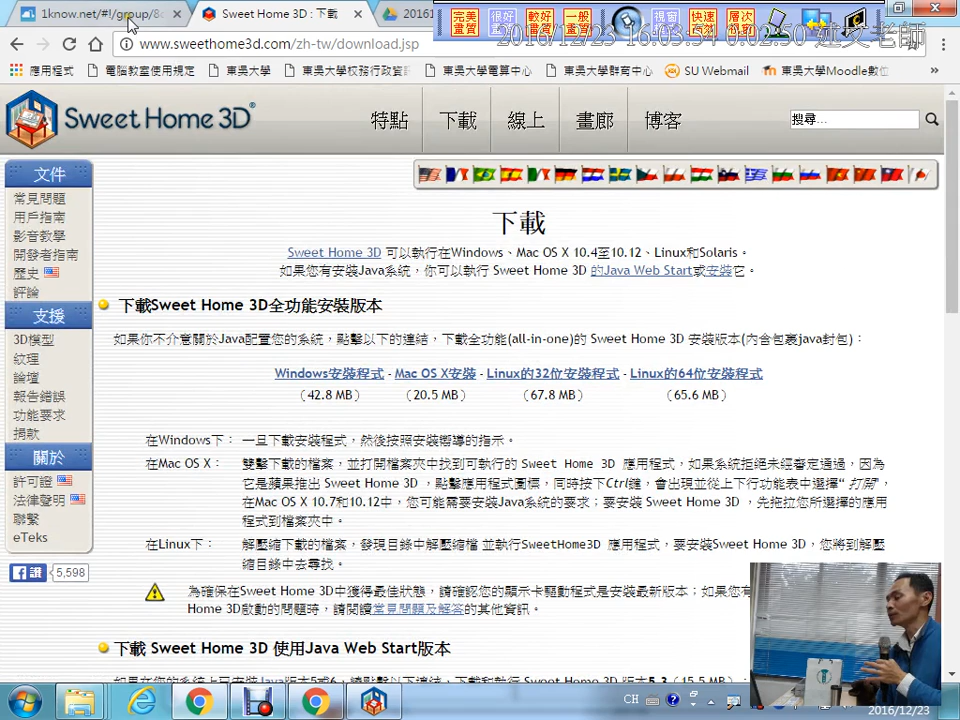 1know.net/#!/group/8
Sweet Home 3D : 下載
20161
完美畫質
很好畫質
較好畫質
一般畫質
視窗
快速
層次
2016/12/23 16:03:54 0:02:50
老師
www.sweethome3d.com/zh-tw/download.jsp
應用程式
電腦教室使用規定
東吳大學
東吳大學校務行政資訊
東吳大學電算中心
東吳大學群育中心
SU Webmail
東吳大學Moodle數位
»
Sweet Home 3D
特點
下載
線上
畫廊
博客
搜尋...
文件
常見問題
用戶指南
影音教學
開發者指南
歷史
評論
支援
3D模型
紋理
論壇
報告錯誤
功能要求
捐款
關於
許可證
法律聲明
聯繫
eTeks
讚 5,598
下載
Sweet Home 3D 可以執行在Windows、Mac OS X 10.4至10.12、Linux和Solaris。
如果您有安裝Java系統，你可以執行 Sweet Home 3D 的Java Web Start或安裝它。
下載Sweet Home 3D全功能安裝版本
如果你不介意關於Java配置您的系統，點擊以下的連結，下載全功能(all-in-one)的 Sweet Home 3D 安裝版本(內含包裹java封包)：
Windows安裝程式 - Mac OS X安裝 - Linux的32位安裝程式 - Linux的64位安裝程式
（42.8 MB） （20.5 MB） （67.8 MB） （65.6 MB）
在Windows下： 一旦下載安裝程式，然後按照安裝嚮導的指示。
在Mac OS X： 雙擊下載的檔案，並打開檔案夾中找到可執行的 Sweet Home 3D 應用程式，如果系統拒絕未經審定通過，因為
它是蘋果推出 Sweet Home 3D ，點擊應用程式圖標，可時按下Ctrl鍵，會出現並從上下行功能表中選擇“ 打開”，
在Mac OS X 10.7和10.12中，您可能需要安裝Java系統的要求；要安裝 Sweet Home 3D ，先拖拉您所選擇的應用
程式到檔案夾中。
在Linux下： 解壓縮下載的檔案，發現目錄中解壓縮檔 並執行SweetHome3D 應用程式，要安裝Sweet Home 3D，您將到解壓
縮目錄中去尋找。
為確保在Sweet Home 3D中獲得最佳狀態，請確認您的顯示卡驅動程式是安裝最新版本；如果您有
Home 3D啟動的問題時，請閱讀常見問題及解答的其他資訊。
下載 Sweet Home 3D 使用Java Web Start版本
5.3（15.5 MB）：
CH
2016/12/23